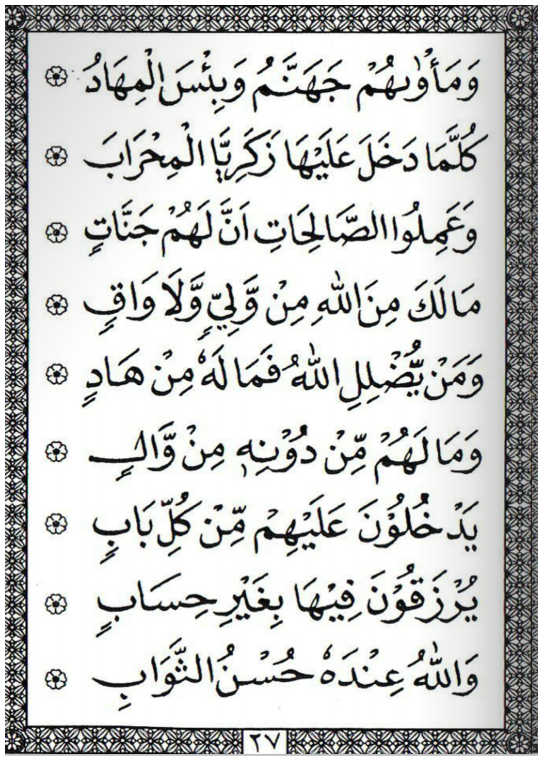 وَمَأْوٰىهُمْ جَهَنَّمُ وَبِئْسَ الْمِهَادُ
كُلَّمَا دَخَلَ عَلَيْهَا زَكَرِيَّا الْمِحْرَابَ
وَعَمِلُوا الصَّالِحَاتِ اَنَّ لَهُمْ جَنَّاتٍ
مَالَكَ مِنَ اللّٰهِ مِنْ وَّلِيٍّ وَّلَا وَاقٍ
وَمَنْ يُّضْلِلِ اللّٰهُ فَمَا لَهُ مِنْ هَادٍ
وَمَا لَهُمْ مِّنْ دُوْنِهٖ مِنْ وَّالٍ
يَدْخُلُوْنَ عَلَيْهِمْ مِّنْ كُلِّ بَابٍ
يُرْزَقُوْنَ فِيْهَا بِغَيْرِ حِسَابٍ
وَاللّٰهُ عِنْدَهٗ حُسْنُ الثَّوَابِ
٢٧